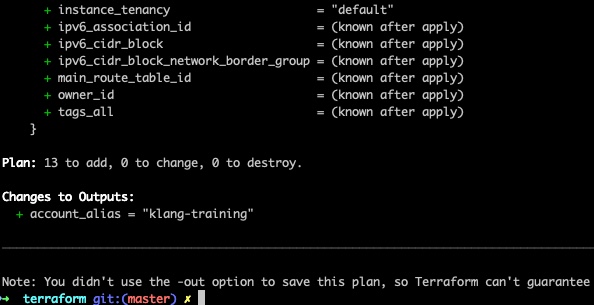 + instance_tenancy = "default"
+ ipv6_association_id = (known after apply)
+ ipv6_cidr_block = (known after apply)
+ ipv6_cidr_block_network_border_group = (known after apply)
+ main_route_table_id = (known after apply)
+ owner_id = (known after apply)
+ tags_all = (known after apply)
}
Plan: 13 to add, 0 to change, 0 to destroy.
Changes to Outputs:
+ account_alias = "klang-training"
Note: You didn't use the -out option to save this plan, so Terraform can't guarantee
→ terraform git:(master) ✗